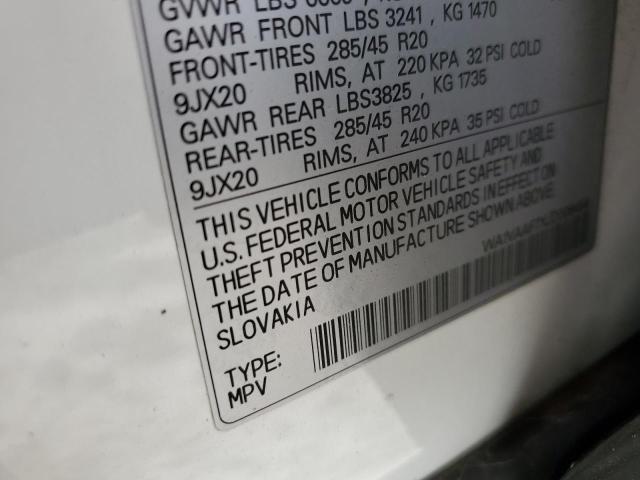 GVWR LBS
GAWR FRONT LBS 3241 , KG 1470
FRONT-TIRES 285/45 R20
9JX20 RIMS, AT 220 KPA 32 PSI COLD
GAWR REAR LBS3825 , KG 1735
REAR-TIRES 285/45 R20
9JX20 RIMS, AT 240 KPA 35 PSI COLD
THIS VEHICLE CONFORMS TO ALL APPLICABLE
U.S. FEDERAL MOTOR VEHICLE SAFETY AND
THEFT PREVENTION STANDARDS IN EFFECT ON
THE DATE OF MANUFACTURE SHOWN ABOVE.
SLOVAKIA
TYPE:
MPV